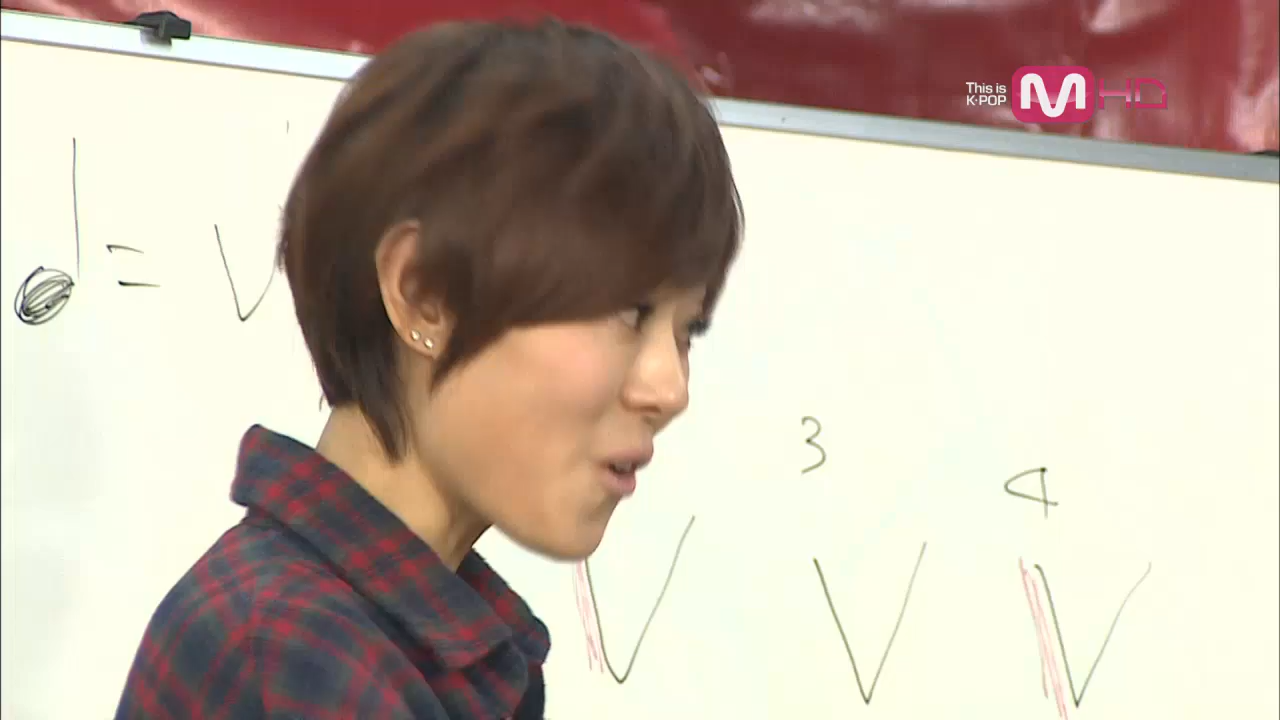 This is
K·POP
M HD
♩ = V
3 4
V V V